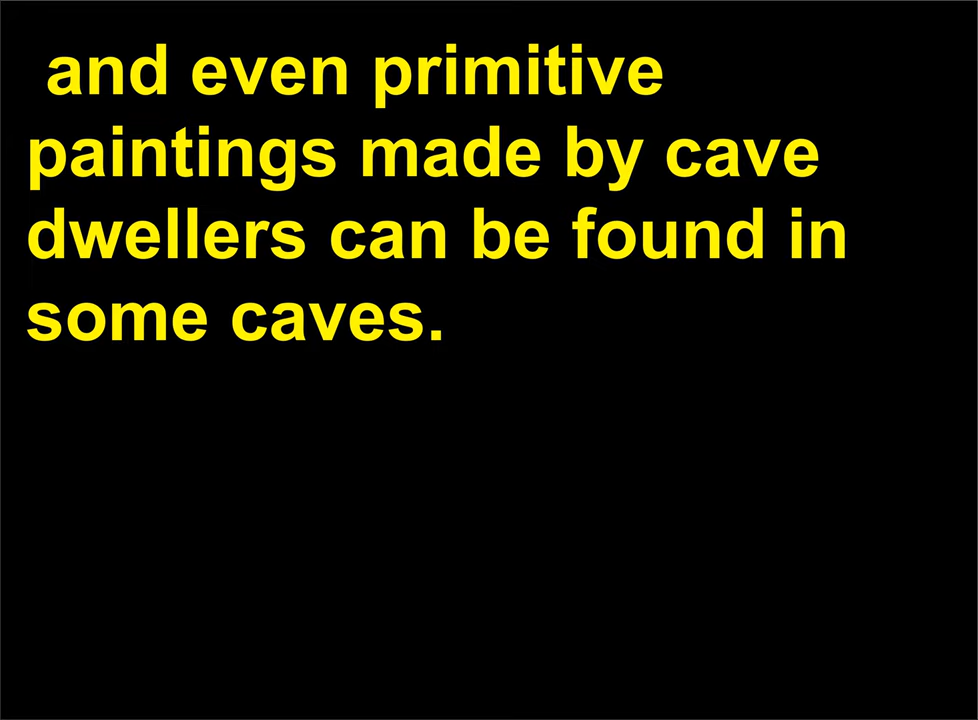 and even primitive
paintings made by cave
dwellers can be found in
some caves.